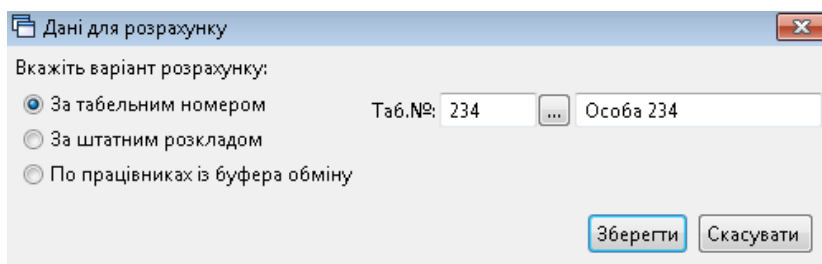 Дані для розрахунку
Вкажіть варіант розрахунку:
За табельним номером Таб.№: 234 ... Особа 234
За штатним розкладом
По працівниках із буфера обміну
Зберегти Скасувати